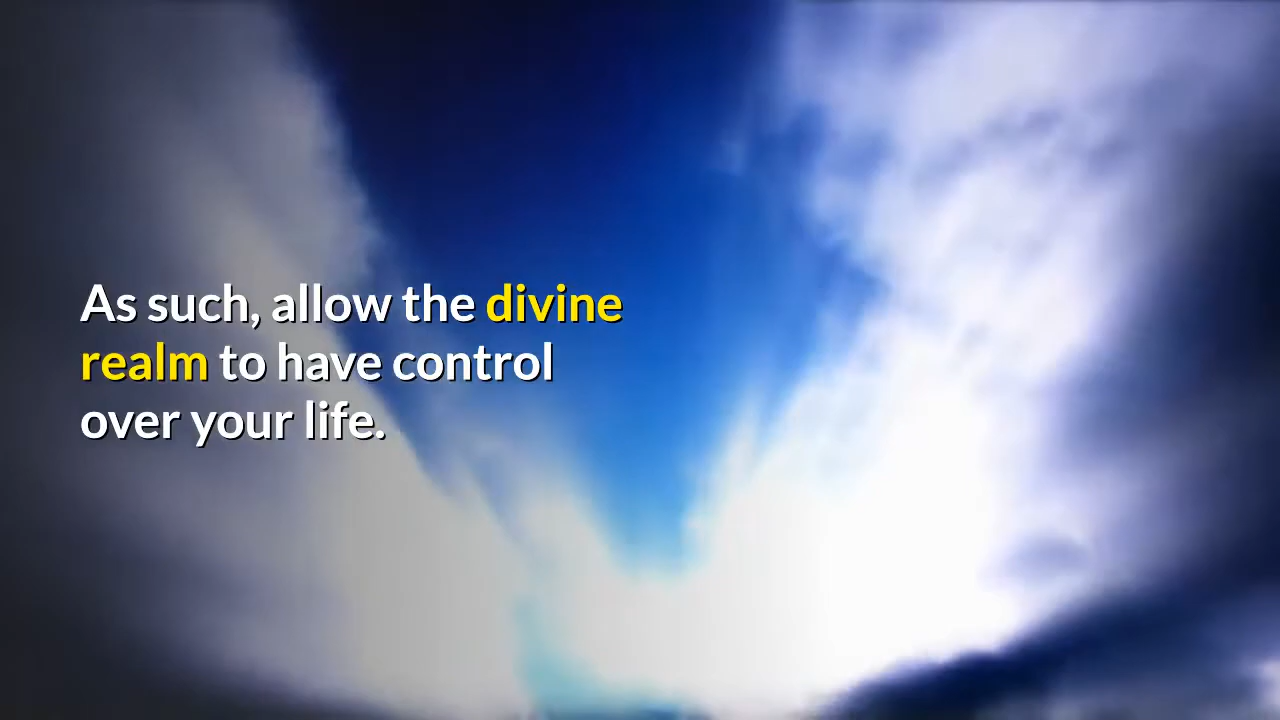 As such, allow the divine
realm to have control
over your life.